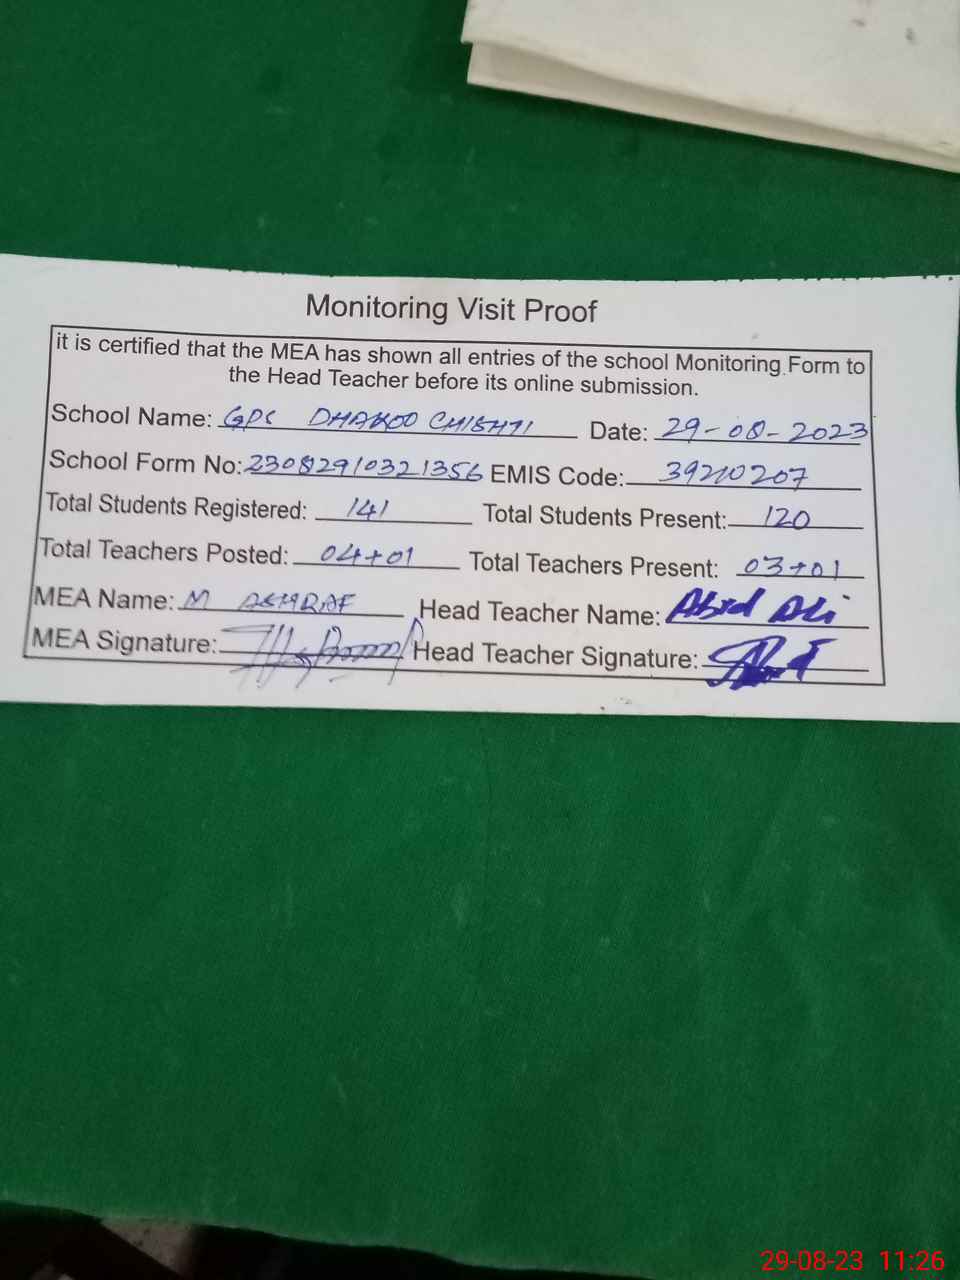 Monitoring Visit Proof
it is certified that the MEA has shown all entries of the school Monitoring Form to
the Head Teacher before its online submission.
School Name: GPS DHAKOO CHISHTI Date: 29-08-2023
School Form No: 23082910321356 EMIS Code: 39210207
Total Students Registered: 141 Total Students Present: 120
Total Teachers Posted: 04+01 Total Teachers Present: 03+01
MEA Name: M ASHRAF Head Teacher Name: Abid Ali
MEA Signature: Head Teacher Signature:
29-08-23 11:26